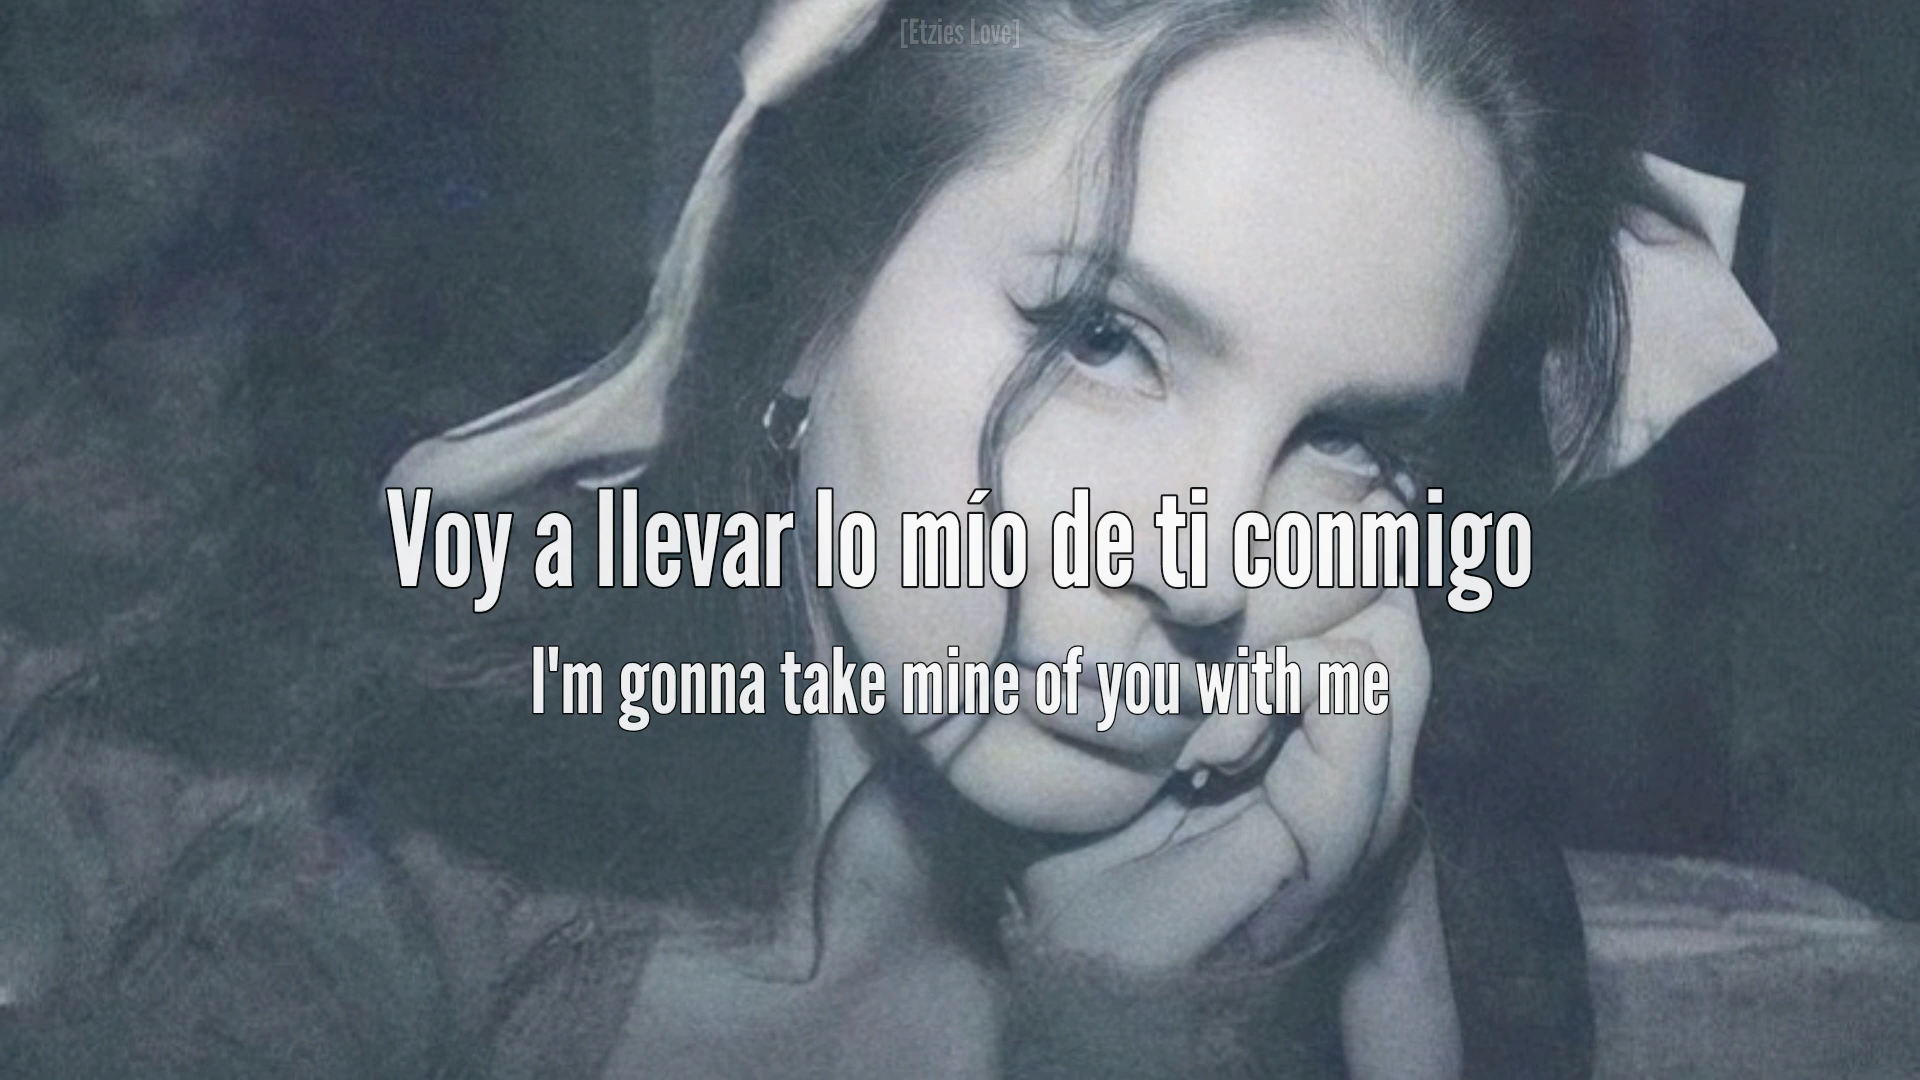 [Etzies Love]
Voy a llevar lo mío de ti conmigo
I'm gonna take mine of you with me